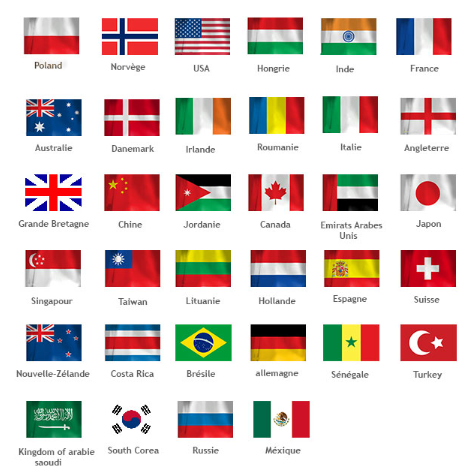 Poland
Norvège
USA
Hongrie
Inde
France
Australie
Danemark
Irlande
Roumanie
Italie
Angleterre
Grande Bretagne
Chine
Jordanie
Canada
Emirats Arabes
Unis
Japon
Singapour
Taiwan
Lituanie
Hollande
Espagne
Suisse
Nouvelle-Zélande
Costa Rica
Brésile
allemagne
Sénégale
Turkey
Kingdom of arabie
saoudi
South Corea
Russie
Méxique